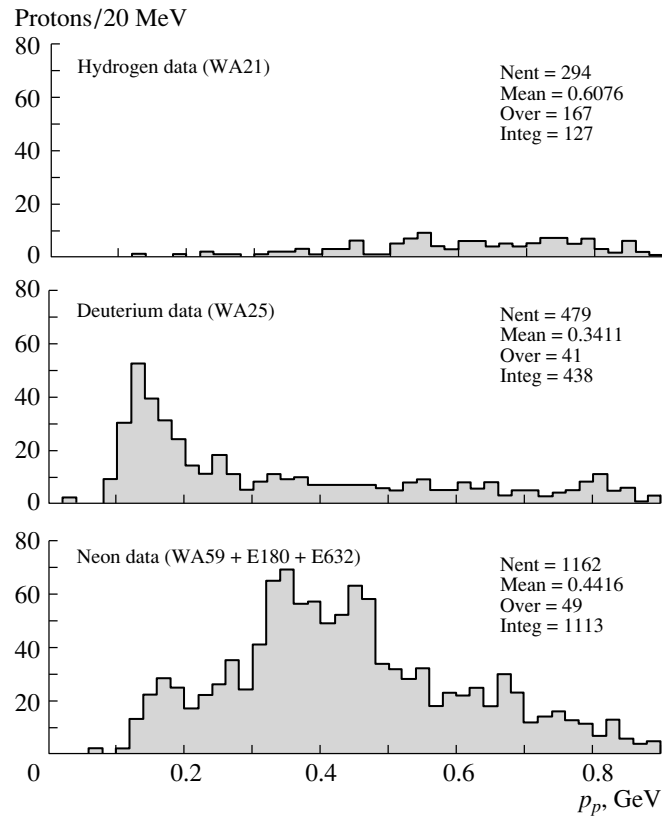 Protons/20 MeV
80
60
40
20
0
Hydrogen data (WA21)
Nent = 294
Mean = 0.6076
Over = 167
Integ = 127
80
60
40
20
0
Deuterium data (WA25)
Nent = 479
Mean = 0.3411
Over = 41
Integ = 438
80
60
40
20
0
Neon data (WA59 + E180 + E632)
Nent = 1162
Mean = 0.4416
Over = 49
Integ = 1113
0.2 0.4 0.6 0.8
p_p, GeV